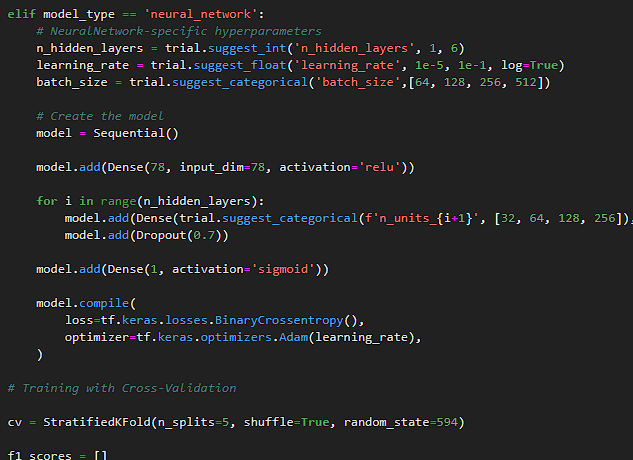 elif model_type == 'neural_network':
# NeuralNetwork-specific hyperparameters
n_hidden_layers = trial.suggest_int('n_hidden_layers', 1, 6)
learning_rate = trial.suggest_float('learning_rate', 1e-5, 1e-1, log=True)
batch_size = trial.suggest_categorical('batch_size',[64, 128, 256, 512])
# Create the model
model = Sequential()
model.add(Dense(78, input_dim=78, activation='relu'))
for i in range(n_hidden_layers):
model.add(Dense(trial.suggest_categorical(f'n_units_{i+1}', [32, 64, 128, 256]),
model.add(Dropout(0.7))
model.add(Dense(1, activation='sigmoid'))
model.compile(
loss=tf.keras.losses.BinaryCrossentropy(),
optimizer=tf.keras.optimizers.Adam(learning_rate),
)
# Training with Cross-Validation
cv = StratifiedKFold(n_splits=5, shuffle=True, random_state=594)
f1_scores = []